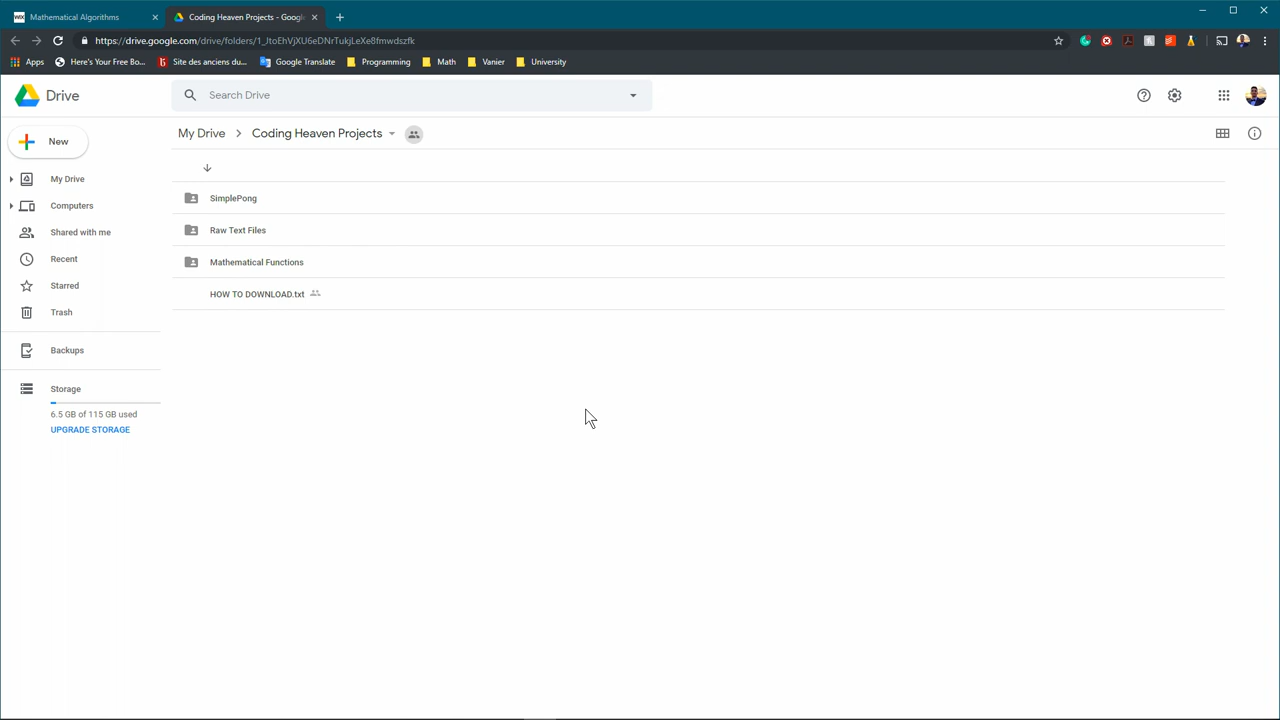 WiX Mathematical Algorithms
Coding Heaven Projects - Google
https://drive.google.com/drive/folders/1_JtoEhVjXU6eDNrTukjLeXe8fmwdszfk
Apps Here's Your Free Bo... Site des anciens du... Google Translate Programming Math Vanier University
Drive
Search Drive
New
My Drive > Coding Heaven Projects
My Drive
Computers
Shared with me
Recent
Starred
Trash
Backups
Storage
6.5 GB of 115 GB used
UPGRADE STORAGE
SimplePong
Raw Text Files
Mathematical Functions
HOW TO DOWNLOAD.txt